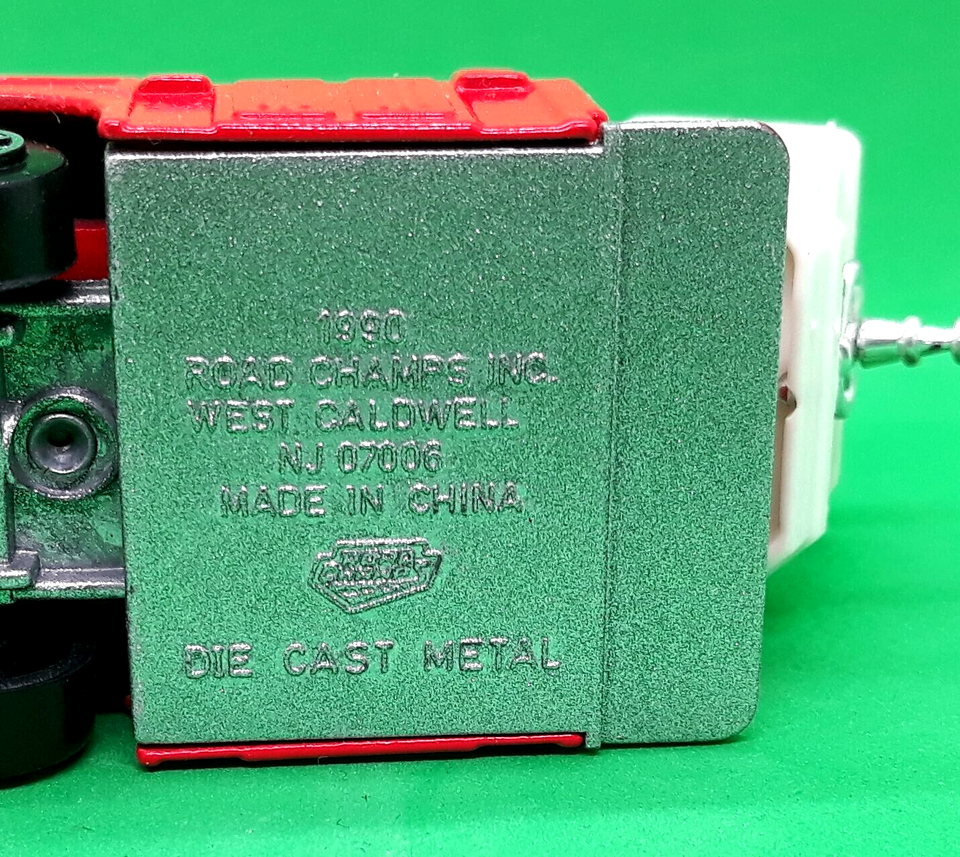 1990
ROAD CHAMPS INC.
WEST CALDWELL
NJ 07006
MADE IN CHINA
DIE CAST METAL